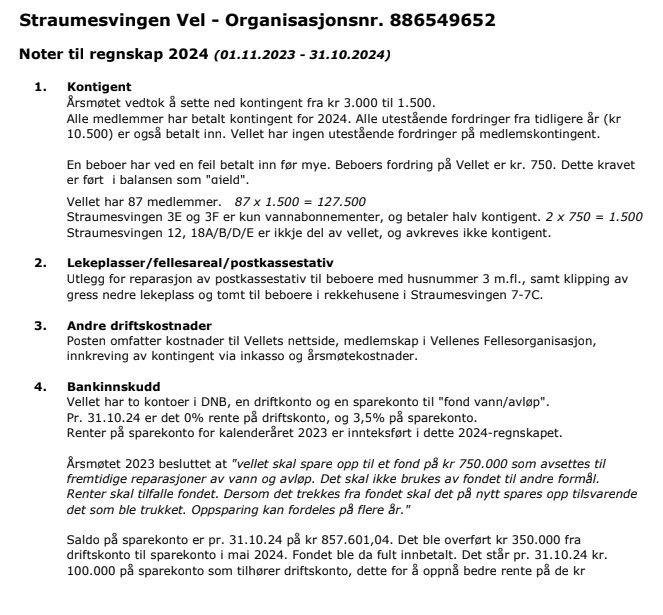 Straumesvingen Vel - Organisasjonsnr. 886549652
Noter til regnskap 2024 (01.11.2023 - 31.10.2024)
1. Kontigent
Årsmøtet vedtok å sette ned kontingent fra kr 3.000 til 1.500.
Alle medlemmer har betalt kontingent for 2024. Alle utestående fordringer fra tidligere år (kr
10.500) er også betalt inn. Vellet har ingen utestående fordringer på medlemskontingent.
En beboer har ved en feil betalt inn før mye. Beboers fordring på Vellet er kr. 750. Dette kravet
er ført i balansen som "gjeld".
Vellet har 87 medlemmer. 87 x 1.500 = 127.500
Straumesvingen 3E og 3F er kun vannabonnementer, og betaler halv kontigent. 2 x 750 = 1.500
Straumesvingen 12, 18A/B/D/E er ikkje del av vellet, og avkreves ikke kontigent.
2. Lekeplasser/fellesareal/postkassestativ
Utlegg for reparasjon av postkassestativ til beboere med husnummer 3 m.fl., samt klipping av
gress nedre lekeplass og tomt til beboere i rekkehusene i Straumesvingen 7-7C.
3. Andre driftskostnader
Posten omfatter kostnader til Vellets nettside, medlemskap i Vellenes Fellesorganisasjon,
innkreving av kontingent via inkasso og årsmøtekostnader.
4. Bankinnskudd
Vellet har to kontoer i DNB, en driftkonto og en sparekonto til "fond vann/avløp".
Pr. 31.10.24 er det 0% rente på driftskonto, og 3,5% på sparekonto.
Renter på sparekonto for kalenderåret 2023 er innteksført i dette 2024-regnskapet.
Årsmøtet 2023 besluttet at "vellet skal spare opp til et fond på kr 750.000 som avsettes til
fremtidige reparasjoner av vann og avløp. Det skal ikke brukes av fondet til andre formål.
Renter skal tilfalle fondet. Dersom det trekkes fra fondet skal det på nytt spares opp tilsvarende
det som ble trukket. Oppsparing kan fordeles på flere år."
Saldo på sparekonto er pr. 31.10.24 på kr 857.601,04. Det ble overført kr 350.000 fra
driftskonto til sparekonto i mai 2024. Fondet ble da fult innbetalt. Det står pr. 31.10.24 kr.
100.000 på sparekonto som tilhører driftskonto, dette for å oppnå bedre rente på de kr